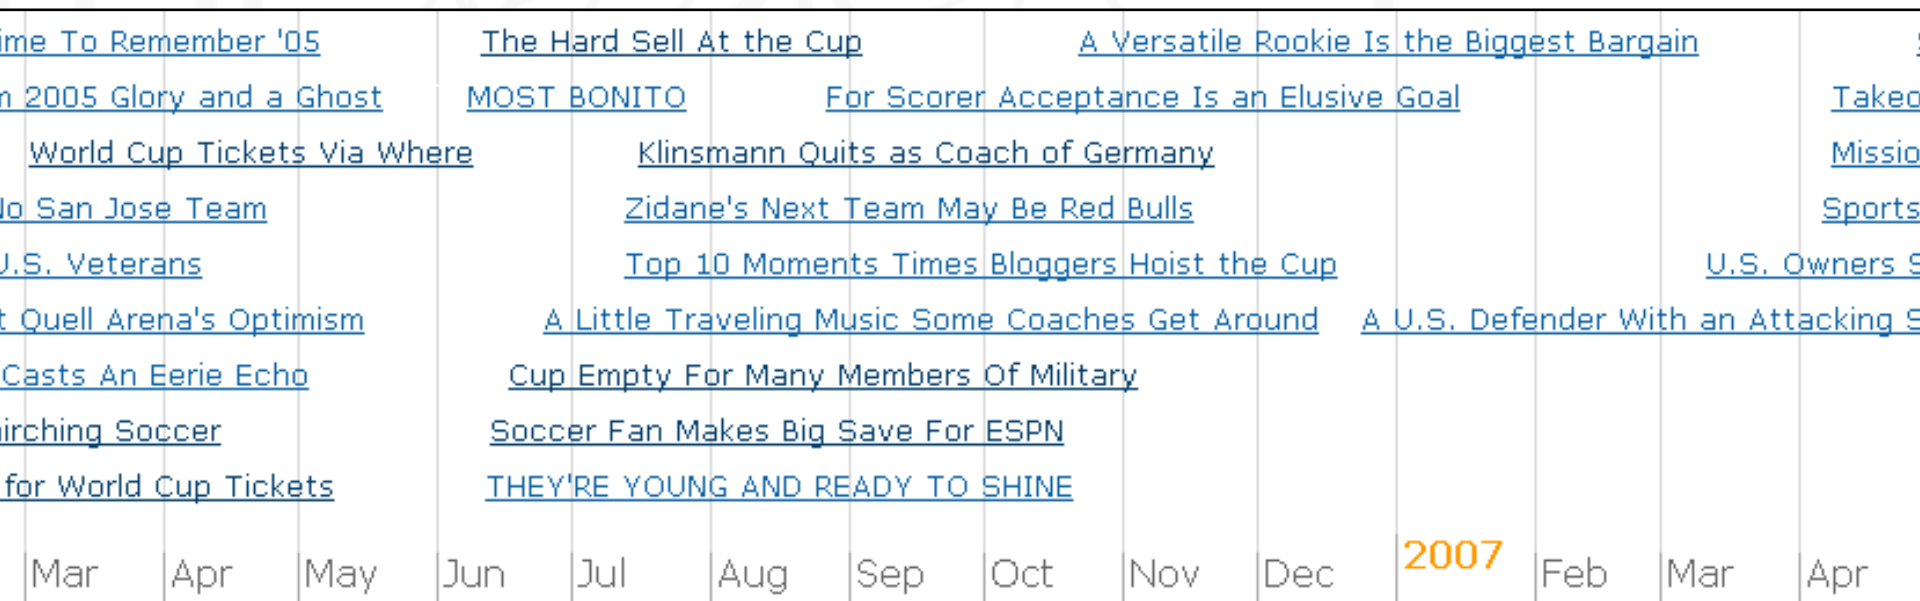 ime To Remember '05 The Hard Sell At the Cup A Versatile Rookie Is the Biggest Bargain
2005 Glory and a Ghost MOST BONITO For Scorer Acceptance Is an Elusive Goal Takeo
World Cup Tickets Via Where Klinsmann Quits as Coach of Germany Missio
No San Jose Team Zidane's Next Team May Be Red Bulls Sports
U.S. Veterans Top 10 Moments Times Bloggers Hoist the Cup U.S. Owners S
t Quell Arena's Optimism A Little Traveling Music Some Coaches Get Around A U.S. Defender With an Attacking S
Casts An Eerie Echo Cup Empty For Many Members Of Military
irching Soccer Soccer Fan Makes Big Save For ESPN
for World Cup Tickets THEY'RE YOUNG AND READY TO SHINE
Mar Apr May Jun Jul Aug Sep Oct Nov Dec 2007 Feb Mar Apr